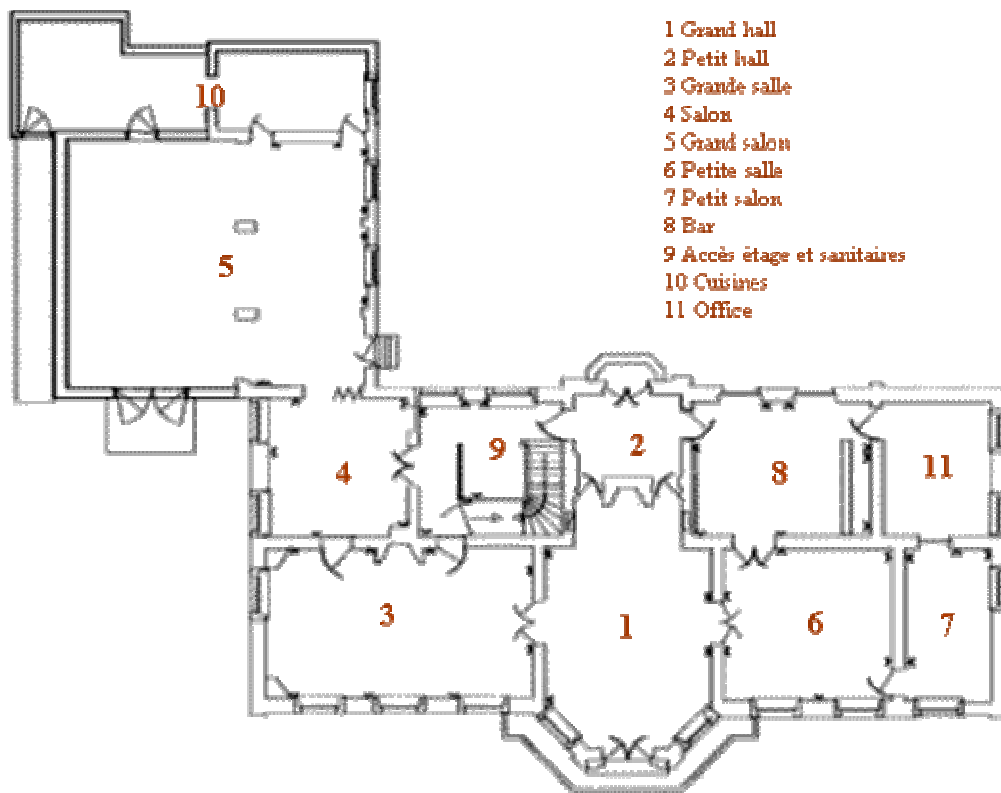 1 Grand hall
2 Petit hall
3 Grande salle
4 Salon
5 Grand salon
6 Petite salle
7 Petit salon
8 Bar
9 Accès étage et sanitaires
10 Cuisines
11 Office
10
5
9
2
4
8
11
3
1
6
7